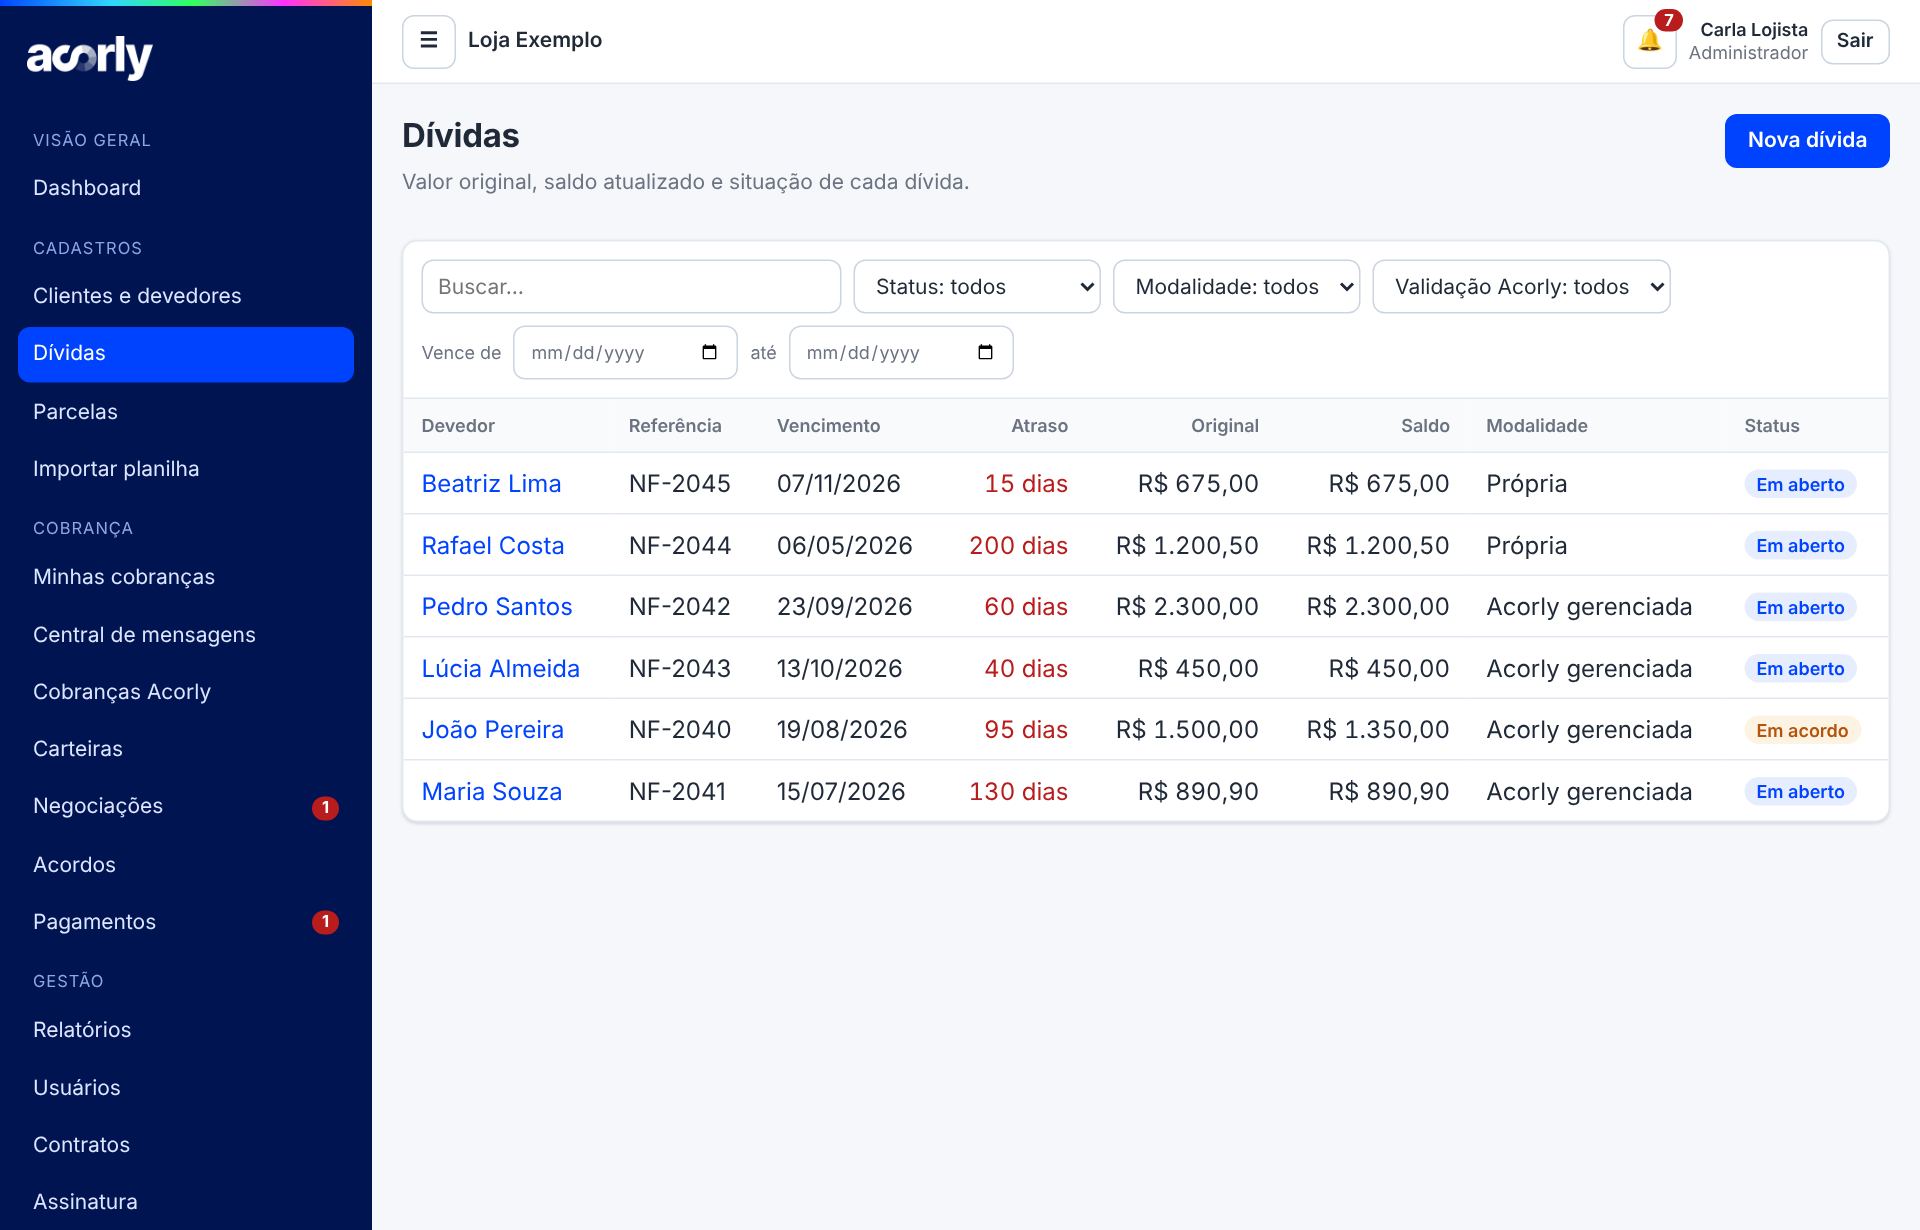 acorly
VISÃO GERAL
Dashboard
CADASTROS
Clientes e devedores
Dívidas
Parcelas
Importar planilha
COBRANÇA
Minhas cobranças
Central de mensagens
Cobranças Acorly
Carteiras
Negociações 1
Acordos
Pagamentos 1
GESTÃO
Relatórios
Usuários
Contratos
Assinatura
☰ Loja Exemplo
7 Carla Lojista
Administrador
Sair
Dívidas
Valor original, saldo atualizado e situação de cada dívida.
Nova dívida
Buscar... Status: todos Modalidade: todos Validação Acorly: todos
Vence de mm/dd/yyyy até mm/dd/yyyy
Devedor Referência Vencimento Atraso Original Saldo Modalidade Status
Beatriz Lima NF-2045 07/11/2026 15 dias R$ 675,00 R$ 675,00 Própria Em aberto
Rafael Costa NF-2044 06/05/2026 200 dias R$ 1.200,50 R$ 1.200,50 Própria Em aberto
Pedro Santos NF-2042 23/09/2026 60 dias R$ 2.300,00 R$ 2.300,00 Acorly gerenciada Em aberto
Lúcia Almeida NF-2043 13/10/2026 40 dias R$ 450,00 R$ 450,00 Acorly gerenciada Em aberto
João Pereira NF-2040 19/08/2026 95 dias R$ 1.500,00 R$ 1.350,00 Acorly gerenciada Em acordo
Maria Souza NF-2041 15/07/2026 130 dias R$ 890,90 R$ 890,90 Acorly gerenciada Em aberto